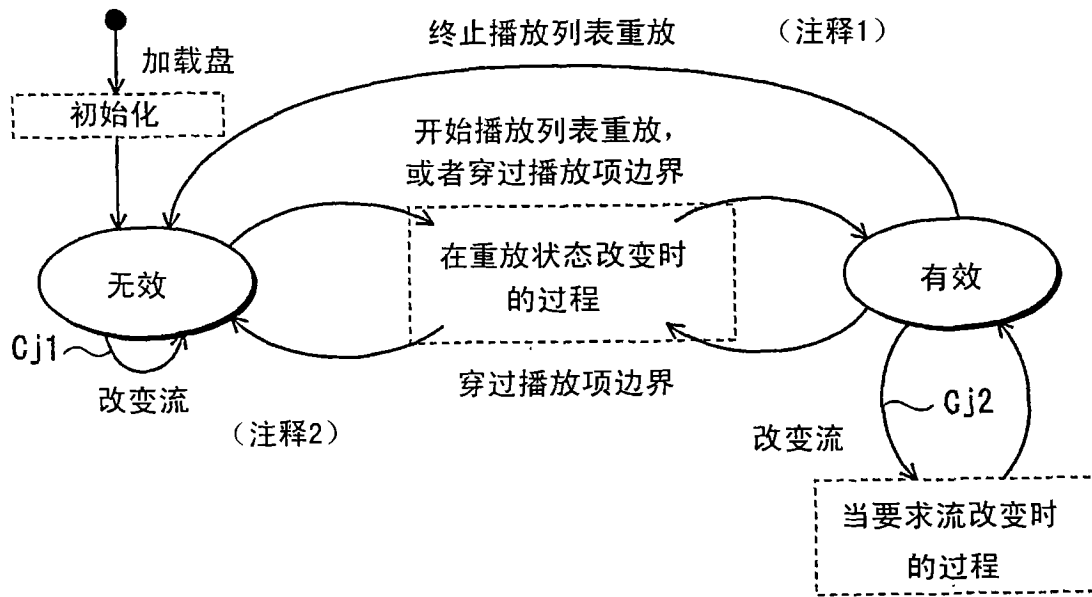 终止播放列表重放 （注释1）
加载盘
初始化
开始播放列表重放，
或者穿过播放项边界
无效
在重放状态改变时
的过程
有效
Cj1
改变流
穿过播放项边界
（注释2）
Cj2
改变流
当要求流改变时
的过程